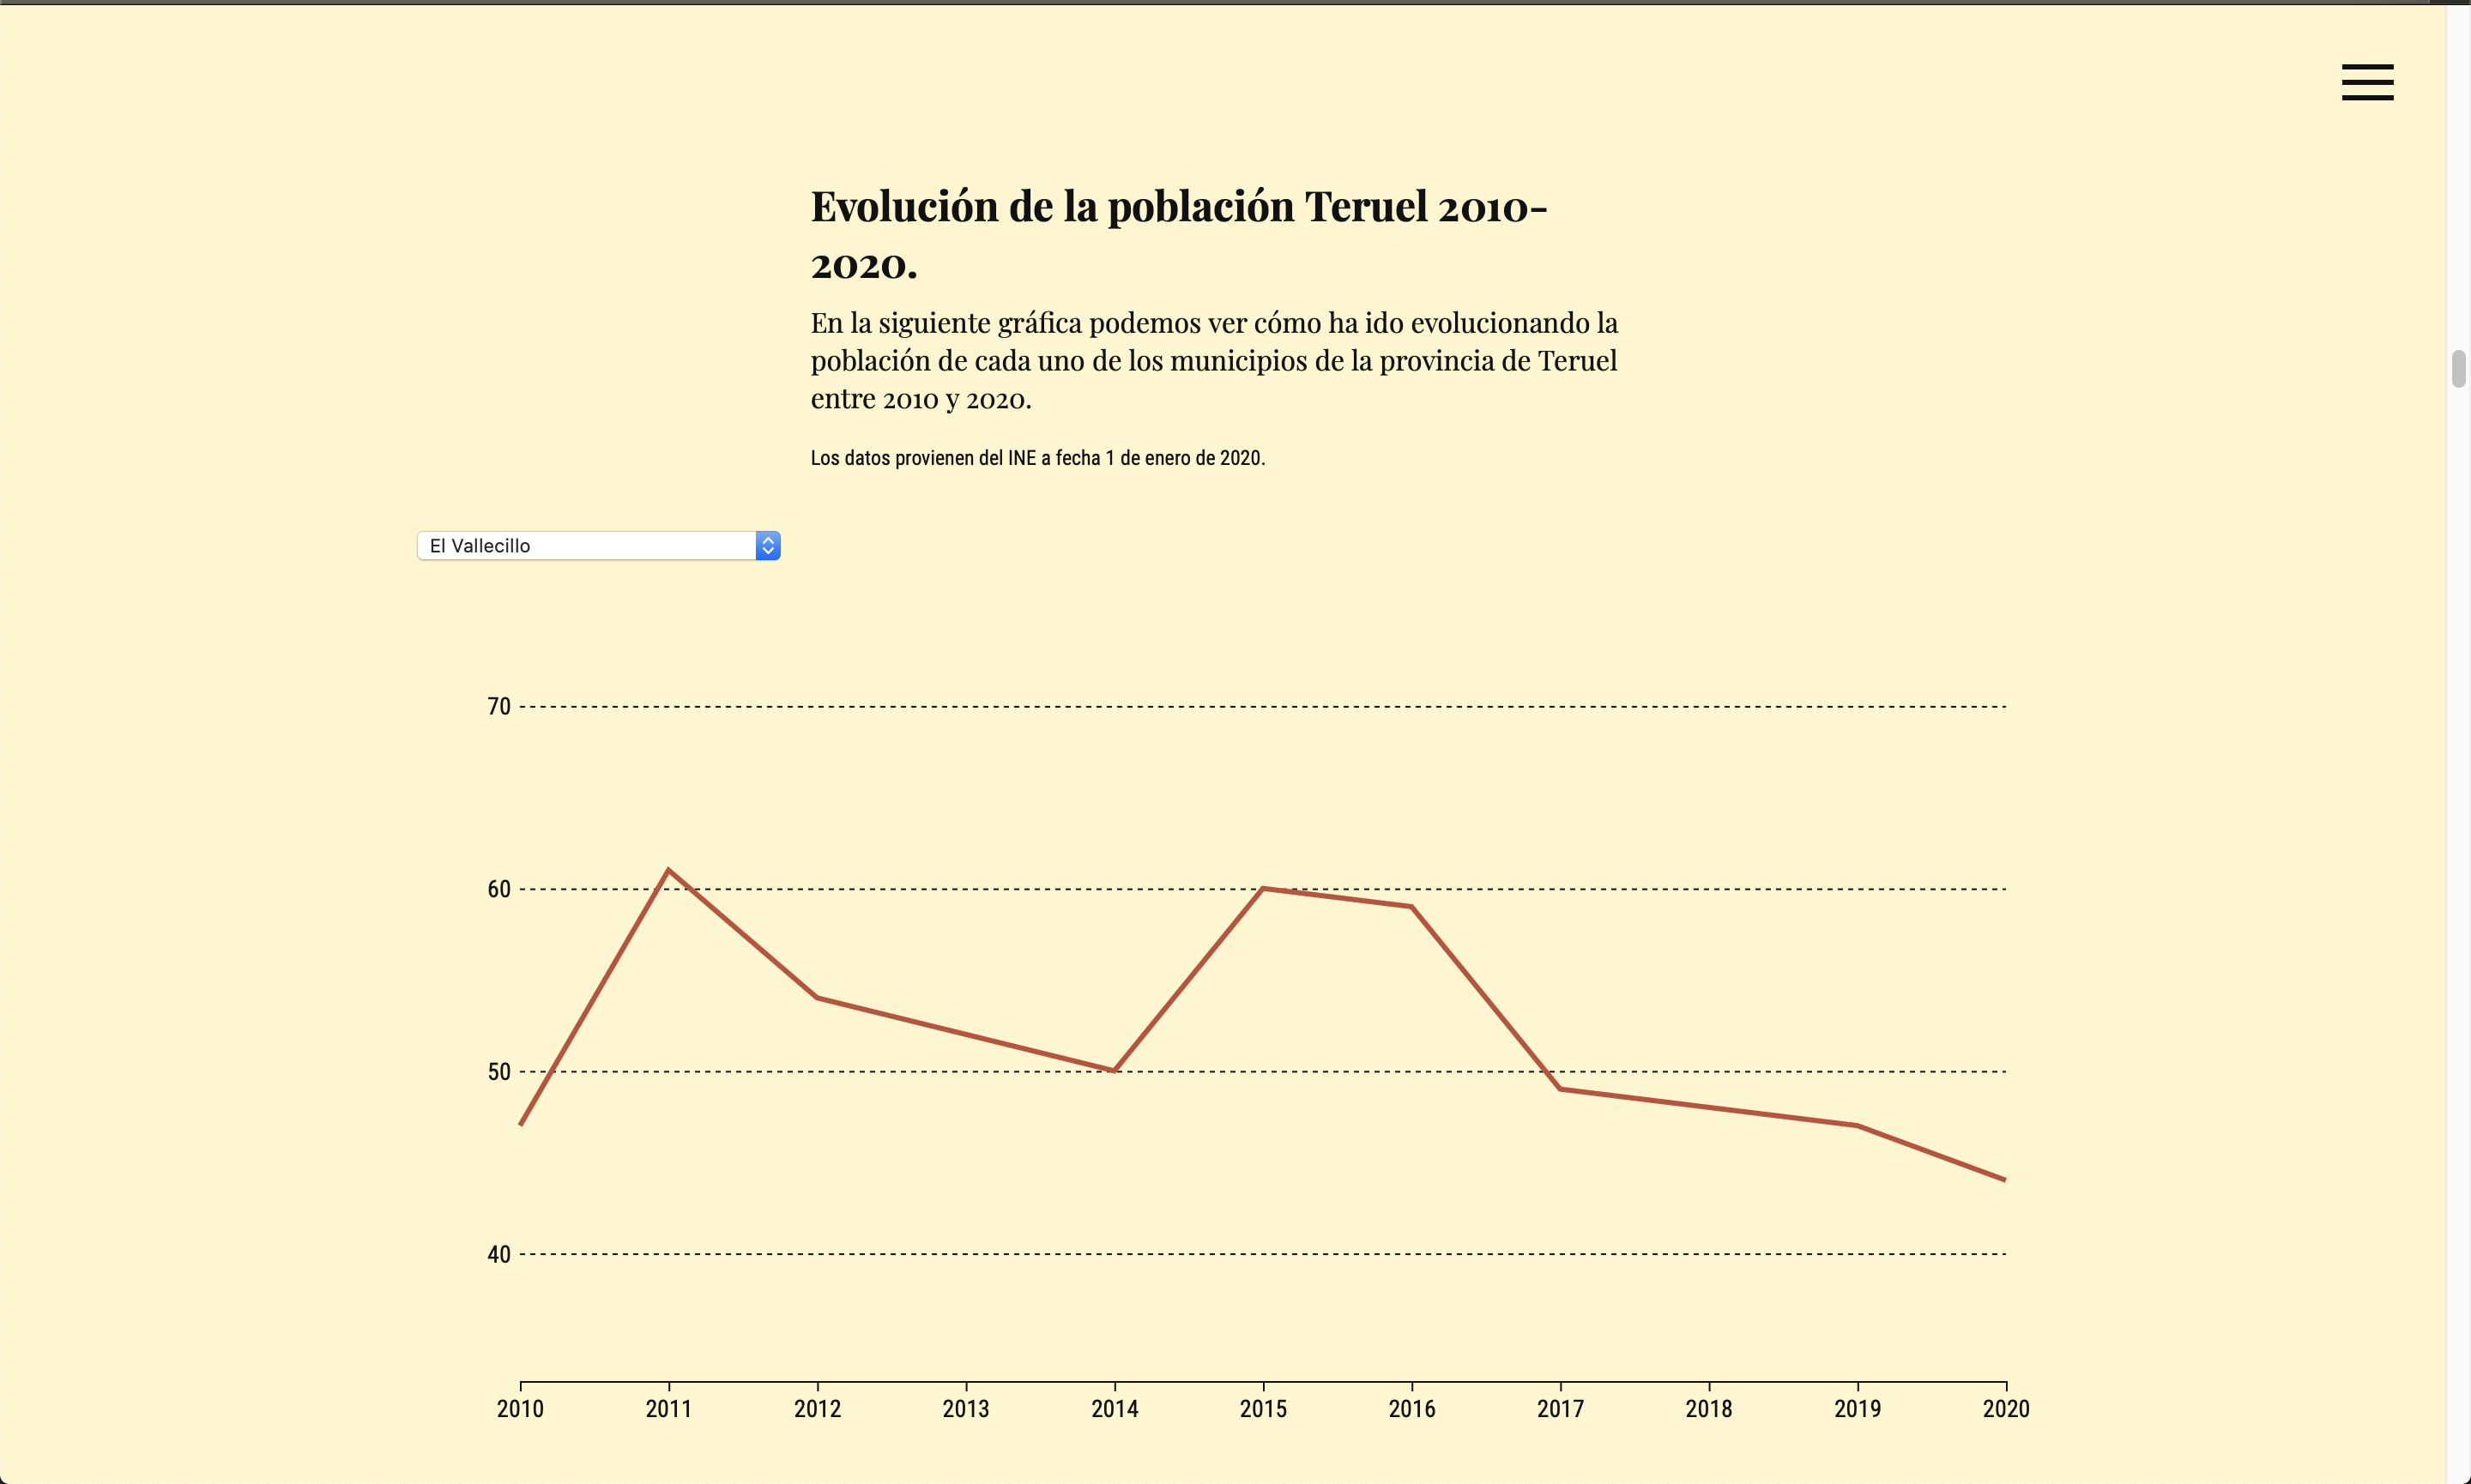 Evolución de la población Teruel 2010-
2020.
En la siguiente gráfica podemos ver cómo ha ido evolucionando la
población de cada uno de los municipios de la provincia de Teruel
entre 2010 y 2020.
Los datos provienen del INE a fecha 1 de enero de 2020.
El Vallecillo
70
60
50
40
2010 2011 2012 2013 2014 2015 2016 2017 2018 2019 2020